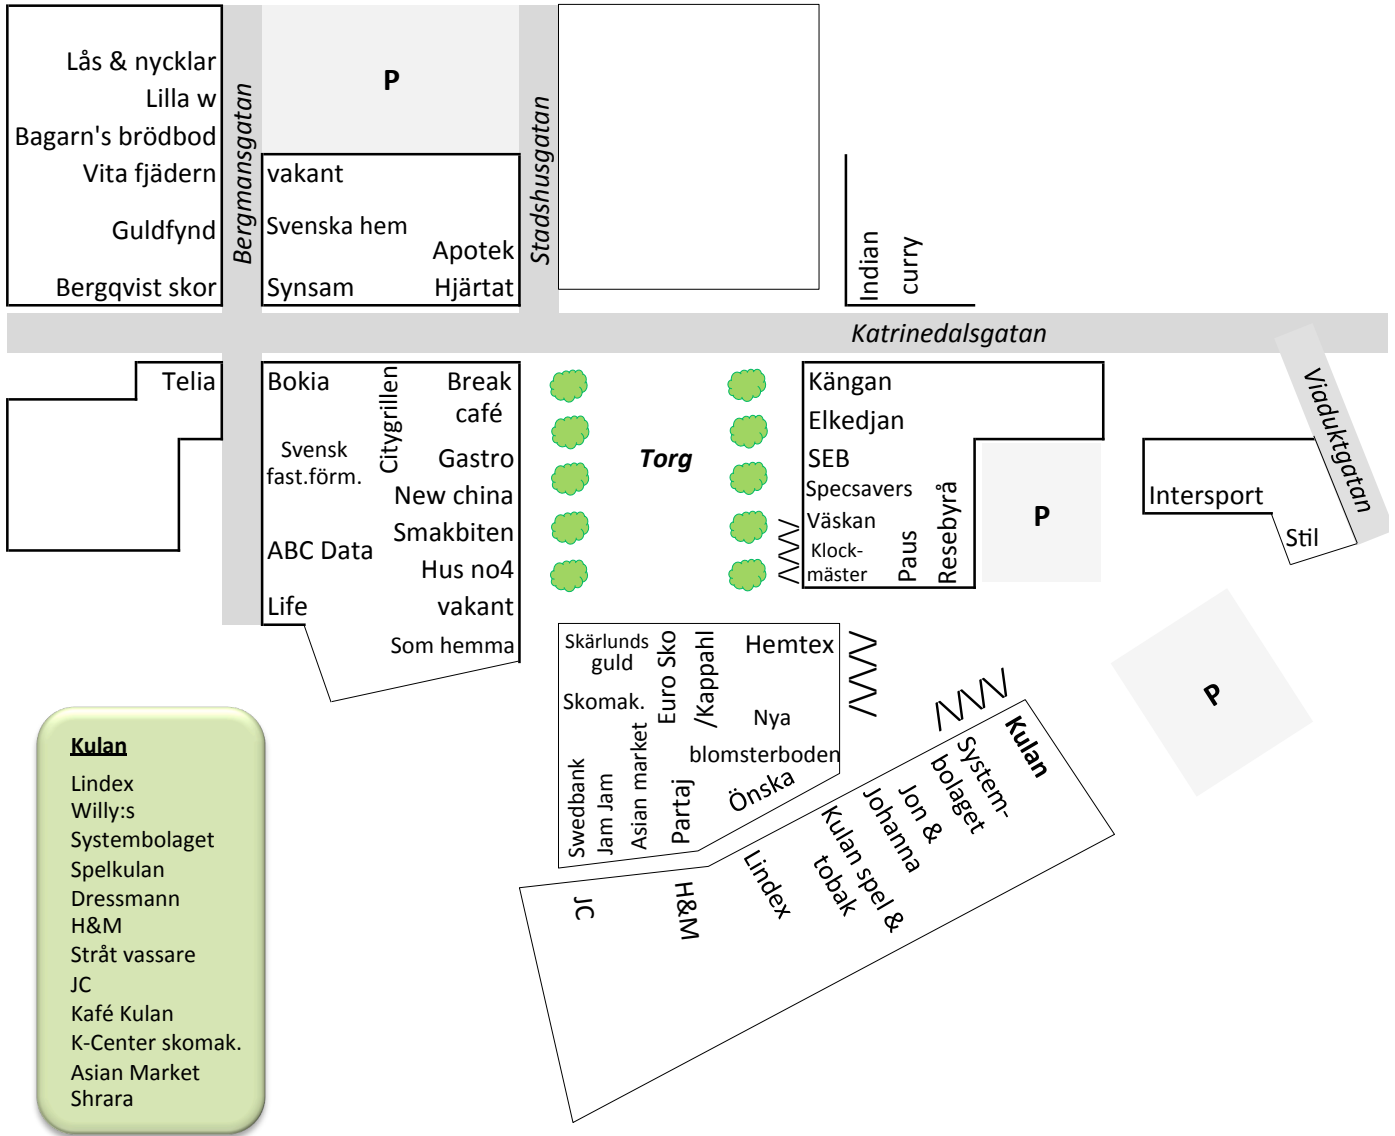 Lås & nycklar
Lilla w
Bagarn's brödbod
Vita fjädern
Guldfynd
Bergqvist skor
Bergmansgatan
P
vakant
Svenska hem
Apotek
Synsam
Hjärtat
Stadshusgatan
Indian
curry
Katrinedalsgatan
Viaduktgatan
Telia
Bokia
Svensk
fast.förm.
ABC Data
Life
Citygrillen
Break
café
Gastro
New china
Smakbiten
Hus no4
vakant
Som hemma
Torg
Kängan
Elkedjan
SEB
Specsavers
Väskan
Klock-
mäster
Paus
Resebyrå
P
Intersport
Stil
P
Skärlunds
guld
Skomak.
Euro Sko
/Kappahl
Hemtex
Nya
blomsterboden
Önska
Swedbank
Jam Jam
Asian market
Partaj
JC
H&M
Lindex
Kulan spel &
tobak
Jon &
Johanna
System-
bolaget
Kulan
Kulan
Lindex
Willy:s
Systembolaget
Spelkulan
Dressmann
H&M
Stråt vassare
JC
Kafé Kulan
K-Center skomak.
Asian Market
Shrara